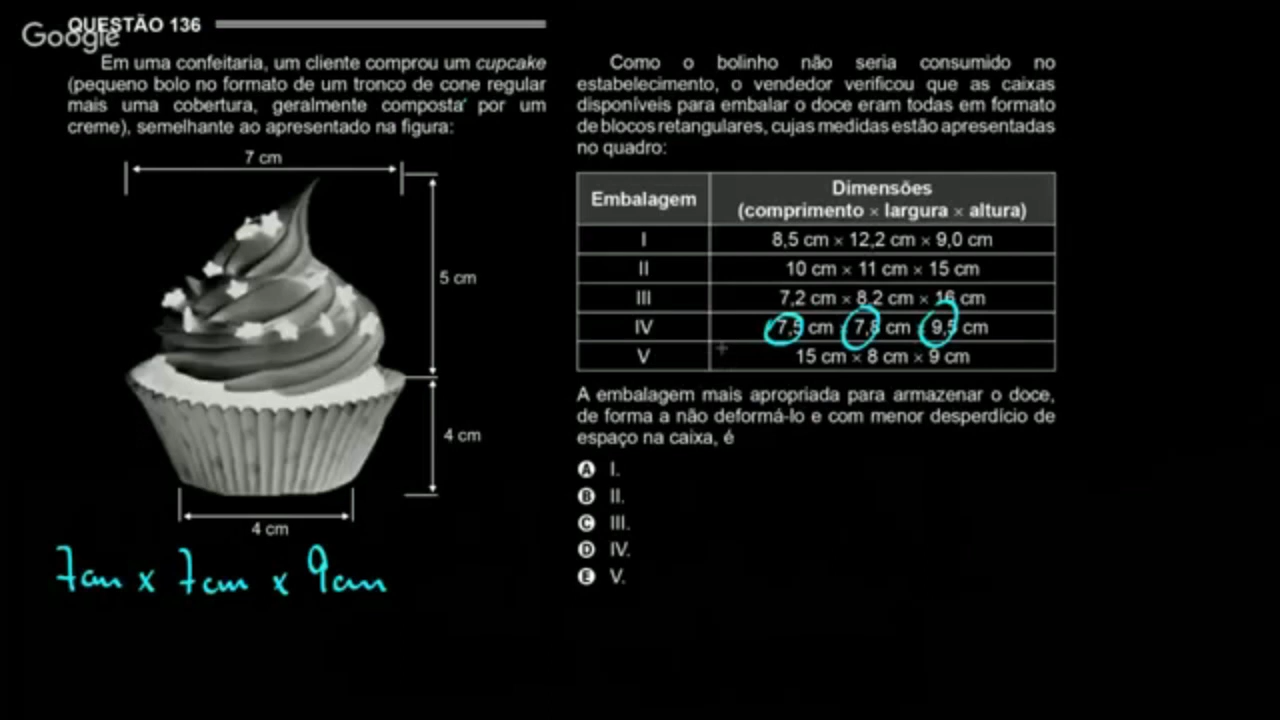 QUESTÃO 136
Google
Em uma confeitaria, um cliente comprou um cupcake
(pequeno bolo no formato de um tronco de cone regular
mais uma cobertura, geralmente composta por um
creme), semelhante ao apresentado na figura:
7 cm
5 cm
4 cm
4 cm
7cm x 7cm x 9cm
Como o bolinho não seria consumido no
estabelecimento, o vendedor verificou que as caixas
disponíveis para embalar o doce eram todas em formato
de blocos retangulares, cujas medidas estão apresentadas
no quadro:
Embalagem Dimensões
(comprimento × largura × altura)
I 8,5 cm × 12,2 cm × 9,0 cm
II 10 cm × 11 cm × 15 cm
III 7,2 cm × 8,2 cm × 16 cm
IV 7,5 cm × 7,8 cm × 9,5 cm
V 15 cm × 8 cm × 9 cm
A embalagem mais apropriada para armazenar o doce,
de forma a não deformá-lo e com menor desperdício de
espaço na caixa, é
A I.
B II.
C III.
D IV.
E V.